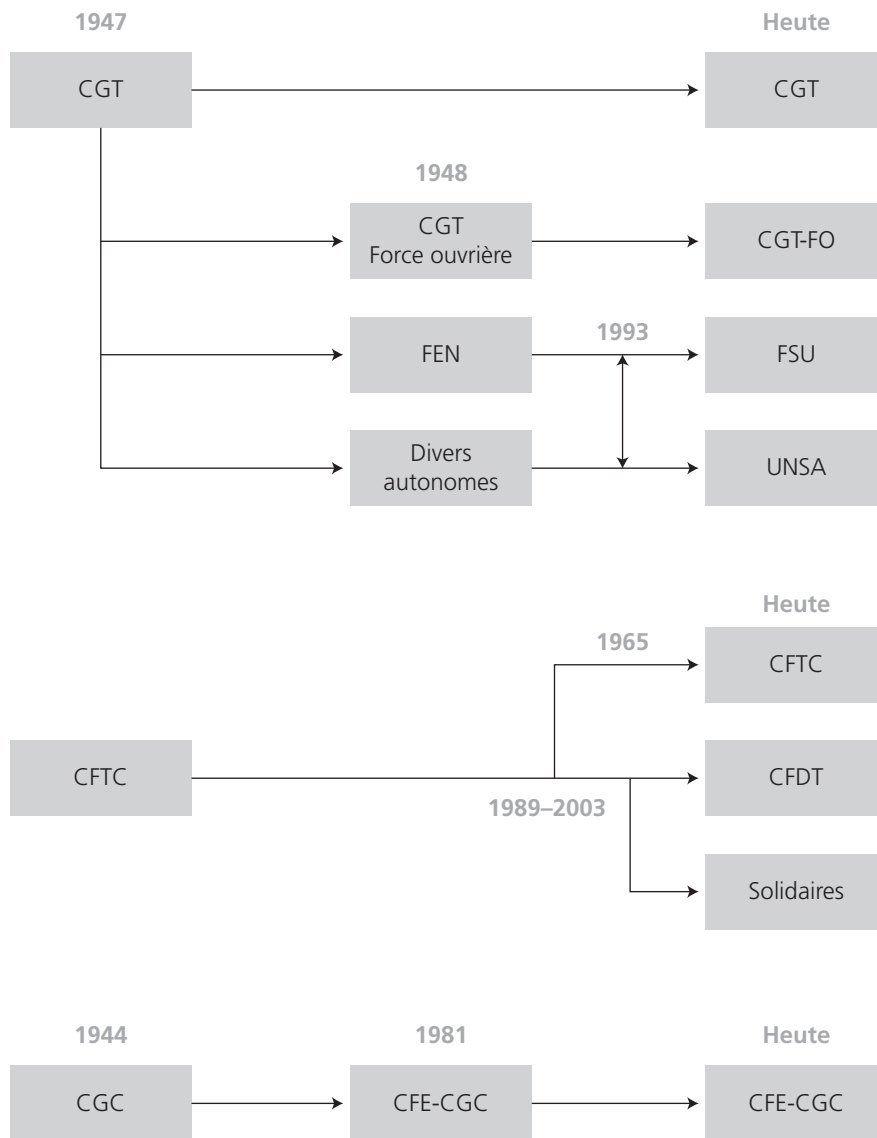 1947
Heute
CGT
CGT
1948
CGT
Force ouvrière
CGT-FO
1993
FEN
FSU
Divers
autonomes
UNSA
Heute
1965
CFTC
CFTC
CFDT
1989–2003
Solidaires
1944
1981
Heute
CGC
CFE-CGC
CFE-CGC